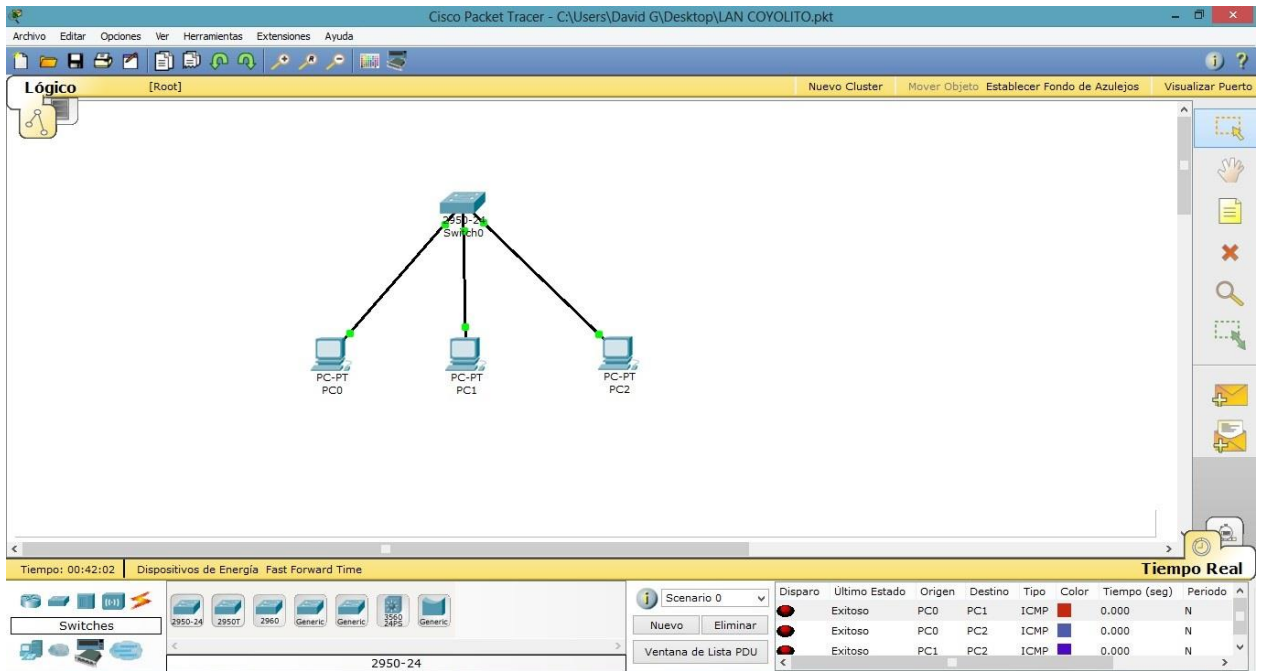 Cisco Packet Tracer - C:\Users\David G\Desktop\LAN COYOLITO.pkt
Archivo Editar Opciones Ver Herramientas Extensiones Ayuda
Lógico [Root] Nuevo Cluster Mover Objeto Establecer Fondo de Azulejos Visualizar Puerto
2950-24
Switch0
PC-PT PC-PT PC-PT
PC0 PC1 PC2
Tiempo: 00:42:02 Dispositivos de Energía Fast Forward Time Tiempo Real
Switches
2950-24 2950T 2960 Generic Generic 3560 24PS Generic
2950-24
Scenario 0
Nuevo Eliminar
Ventana de Lista PDU
Disparo Último Estado Origen Destino Tipo Color Tiempo (seg) Periodo
Exitoso PC0 PC1 ICMP 0.000 N
Exitoso PC0 PC2 ICMP 0.000 N
Exitoso PC1 PC2 ICMP 0.000 N